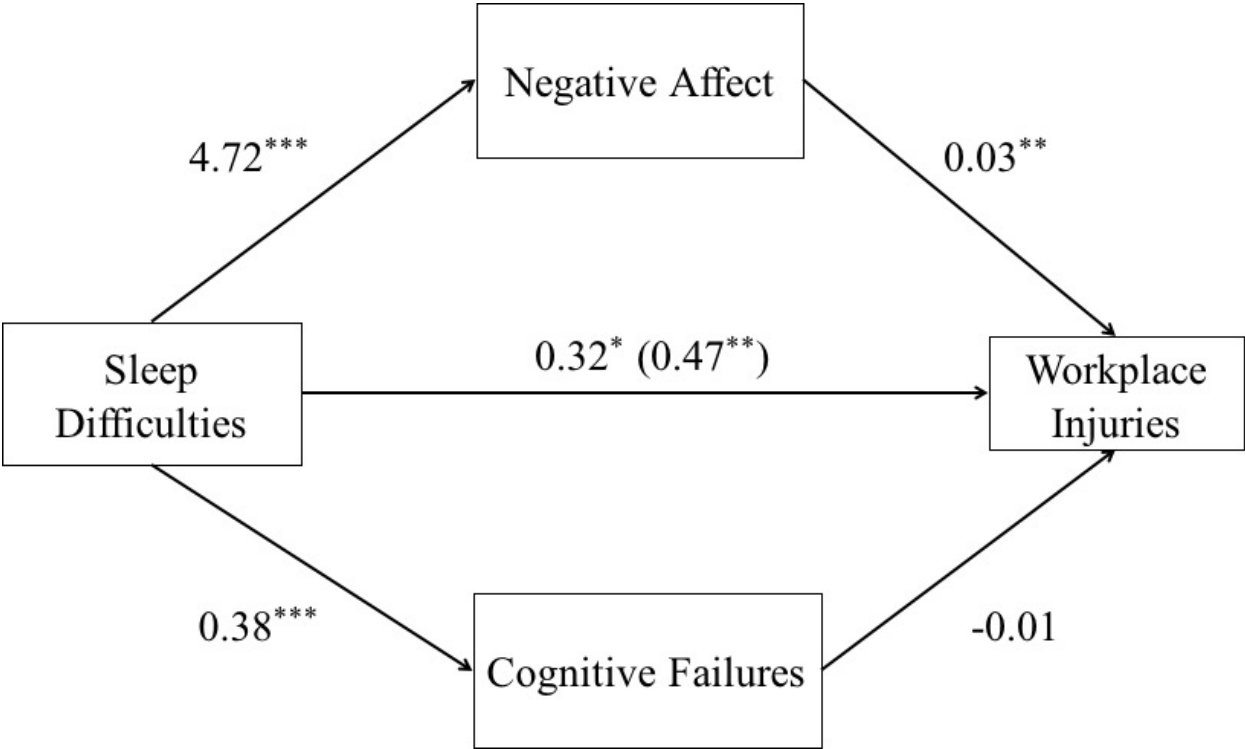 Negative Affect
4.72***
0.03**
Sleep
Difficulties
0.32* (0.47**)
Workplace
Injuries
0.38***
-0.01
Cognitive Failures